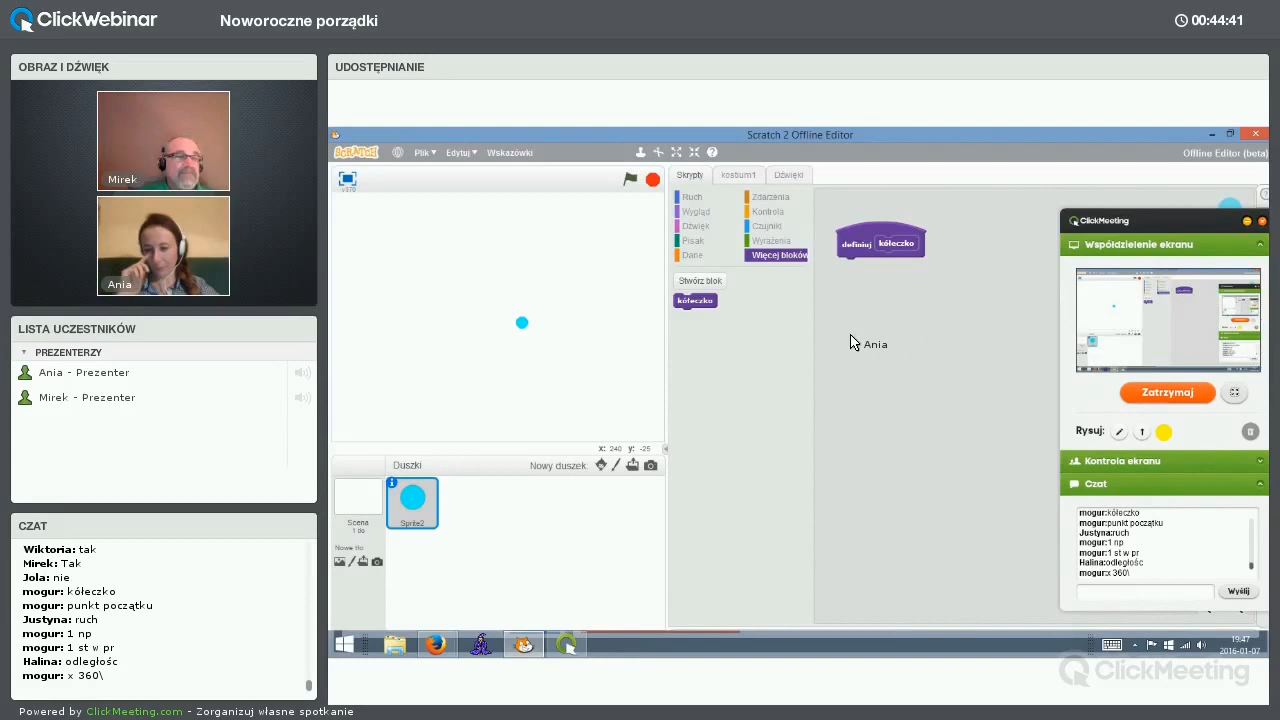 ClickWebinar
Noworoczne porządki
00:44:41
OBRAZ I DŹWIĘK
Mirek
Ania
LISTA UCZESTNIKÓW
PREZENTERZY
Ania - Prezenter
Mirek - Prezenter
CZAT
Wiktoria: tak
Mirek: Tak
Jola: nie
mogur: kółeczko
mogur: punkt początku
Justyna: ruch
mogur: 1 np
mogur: 1 st w pr
Halina: odległośc
mogur: x 360\
Powered by ClickMeeting.com - Zorganizuj własne spotkanie
UDOSTĘPNIANIE
Scratch 2 Offline Editor
SCRATCH
Plik
Edytuj
Wskazówki
Offline Editor (beta)
v370
Skrypty
kostium1
Dźwięki
Ruch
Wygląd
Dźwięk
Pisak
Dane
Zdarzenia
Kontrola
Czujniki
Wyrażenia
Więcej bloków
Stwórz blok
kółeczko
definiuj kółeczko
Ania
x: 240 y: -25
Duszki
Nowy duszek:
Scena
1 tło
Nowe tło
Sprite2
ClickMeeting
Współdzielenie ekranu
Zatrzymaj
Rysuj:
Kontrola ekranu
Czat
mogur:kółeczko
mogur:punkt początku
Justyna:ruch
mogur:1 np
mogur:1 st w pr
Halina:odległośc
mogur:x 360\
Wyślij
19:47
2016-01-07
ClickMeeting